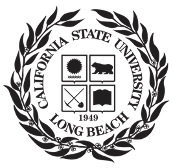 CALIFORNIA STATE UNIVERSITY
LONG BEACH
1949